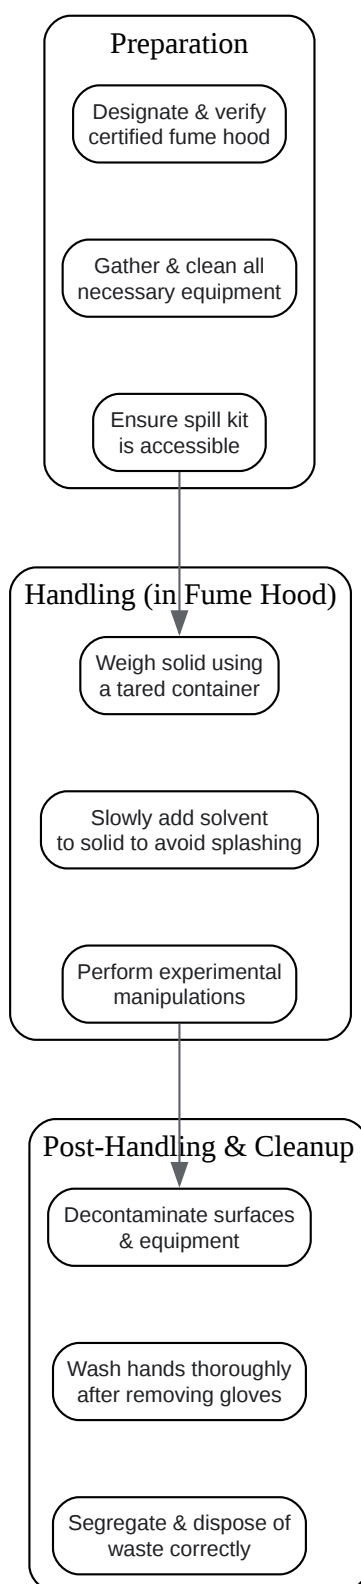 Preparation
Designate & verify
certified fume hood
Gather & clean all
necessary equipment
Ensure spill kit
is accessible
Handling (in Fume Hood)
Weigh solid using
a tared container
Slowly add solvent
to solid to avoid splashing
Perform experimental
manipulations
Post-Handling & Cleanup
Decontaminate surfaces
& equipment
Wash hands thoroughly
after removing gloves
Segregate & dispose of
waste correctly